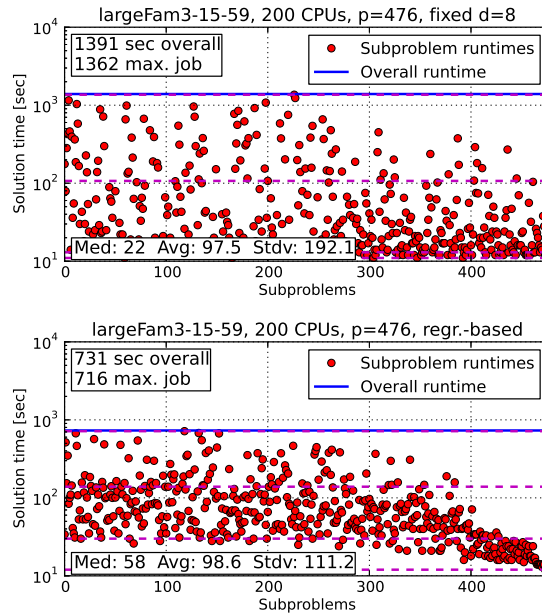 largeFam3-15-59, 200 CPUs, p=476, fixed d=8
10^4
1391 sec overall
1362 max. job
Subproblem runtimes
Overall runtime
10^3
Solution time [sec]
10^2
Med: 22 Avg: 97.5 Stdv: 192.1
10^1
0 100 200 300 400
Subproblems
largeFam3-15-59, 200 CPUs, p=476, regr.-based
10^4
731 sec overall
716 max. job
Subproblem runtimes
Overall runtime
10^3
Solution time [sec]
10^2
Med: 58 Avg: 98.6 Stdv: 111.2
10^1
0 100 200 300 400
Subproblems